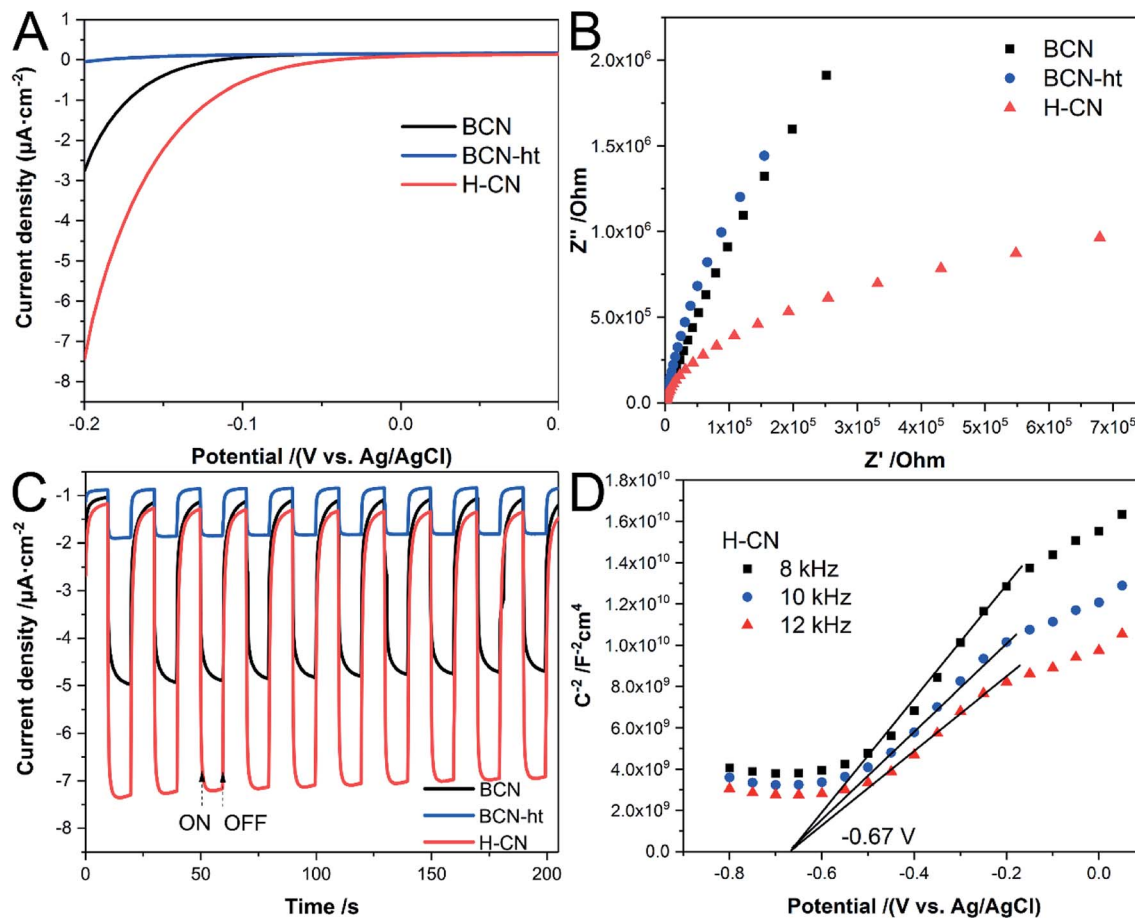 A
1
0
-1
-2
-3
-4
-5
-6
-7
-8
Current density (µA·cm⁻²)
BCN
BCN-ht
H-CN
-0.2
-0.1
0.0
0.
Potential /(V vs. Ag/AgCl)
B
2.0x10⁶
1.5x10⁶
1.0x10⁶
5.0x10⁵
0.0
Z'' /Ohm
BCN
BCN-ht
H-CN
0
1x10⁵
2x10⁵
3x10⁵
4x10⁵
5x10⁵
6x10⁵
7x10⁵
Z' /Ohm
C
-1
-2
-3
-4
-5
-6
-7
-8
Current density /µA·cm⁻²
ON
OFF
BCN
BCN-ht
H-CN
0
50
100
150
200
Time /s
D
1.8x10¹⁰
1.6x10¹⁰
1.4x10¹⁰
1.2x10¹⁰
1.0x10¹⁰
8.0x10⁹
6.0x10⁹
4.0x10⁹
2.0x10⁹
0.0
C⁻² /F⁻²cm⁴
H-CN
8 kHz
10 kHz
12 kHz
-0.67 V
-0.8
-0.6
-0.4
-0.2
0.0
Potential /(V vs. Ag/AgCl)